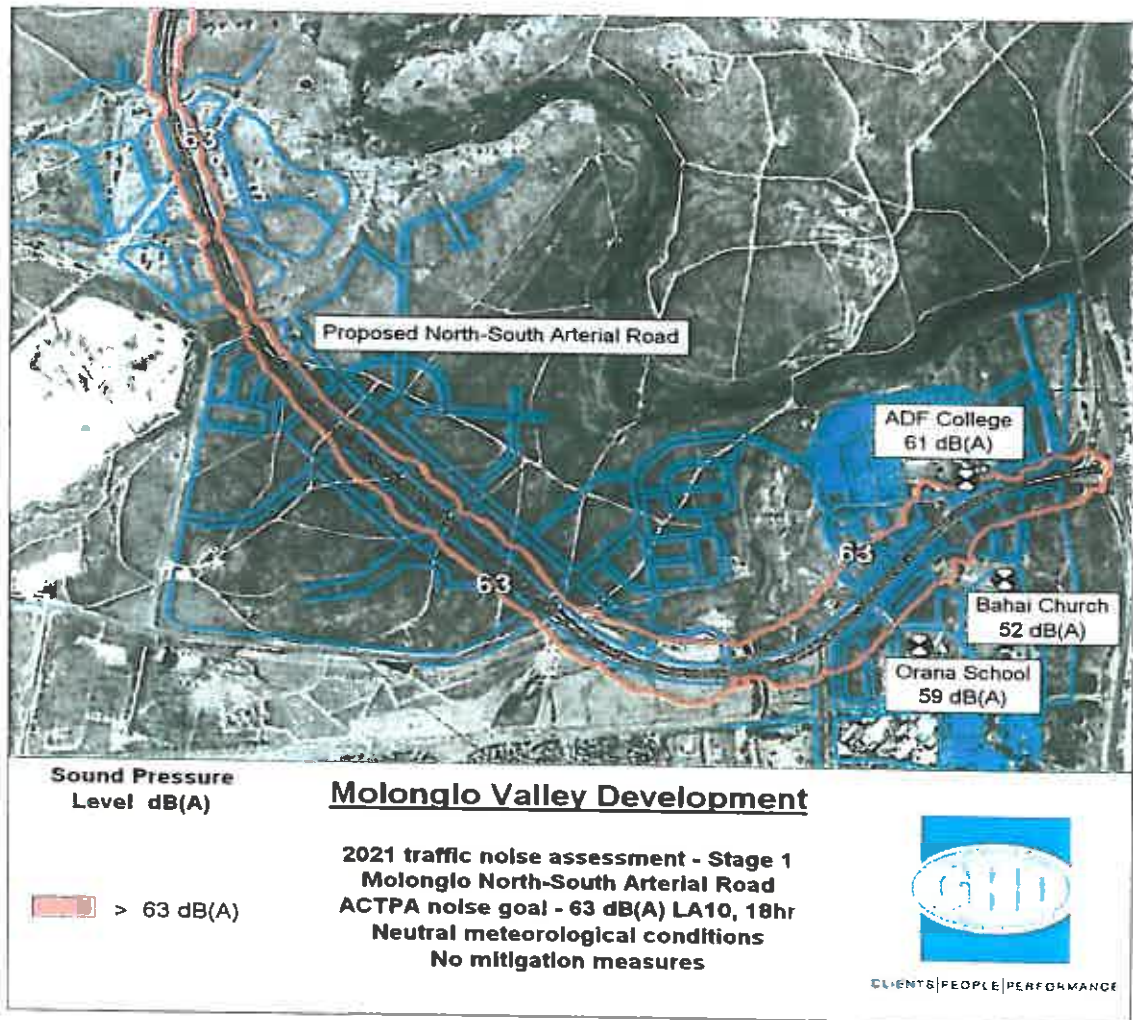 63
Proposed North-South Arterial Road
ADF College
61 dB(A)
63
63
Bahai Church
52 dB(A)
Orana School
59 dB(A)
Sound Pressure
Level dB(A)
> 63 dB(A)
Molonglo Valley Development
2021 traffic noise assessment - Stage 1
Molonglo North-South Arterial Road
ACTPA noise goal - 63 dB(A) LA10, 18hr
Neutral meteorological conditions
No mitigation measures
GHD
CLIENTS|PEOPLE|PERFORMANCE